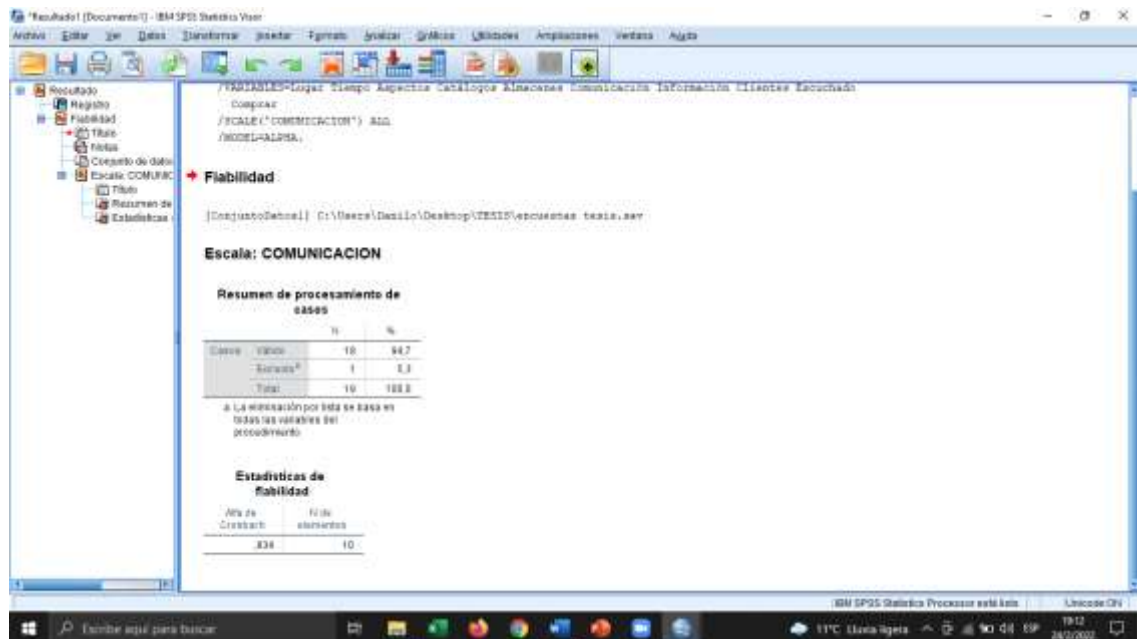 *Resultado1 [Documento1] - IBM SPSS Statistics Visor
Archivo Editar Ver Datos Transformar Insertar Formato Analizar Gráficos Utilidades Ampliaciones Ventana Ayuda
Resultado
Registro
Fiabilidad
Título
Notas
Conjunto de datos
Escala: COMUNIC
Título
Resumen de
Estadísticas
/VARIABLES=Lugar Tiempo Aspectos Catálogos Almacenes Comunicación Información Clientes Escuchado
Comprar
/SCALE('COMUNICACION') ALL
/MODEL=ALPHA.
Fiabilidad
[ConjuntoDatos1] C:\Users\Danilo\Desktop\TESIS\encuestas tesis.sav
Escala: COMUNICACION
Resumen de procesamiento de
casos
N %
Casos Válido 18 94,7
Excluido a 1 5,3
Total 19 100,0
a. La eliminación por lista se basa en
todas las variables del
procedimiento.
Estadísticas de
fiabilidad
Alfa de Cronbach N de elementos
,834 10
IBM SPSS Statistics Processor está listo Unicode:ON
Escribe aquí para buscar
11°C Lluvia ligera ESP 19:12
24/2/2022